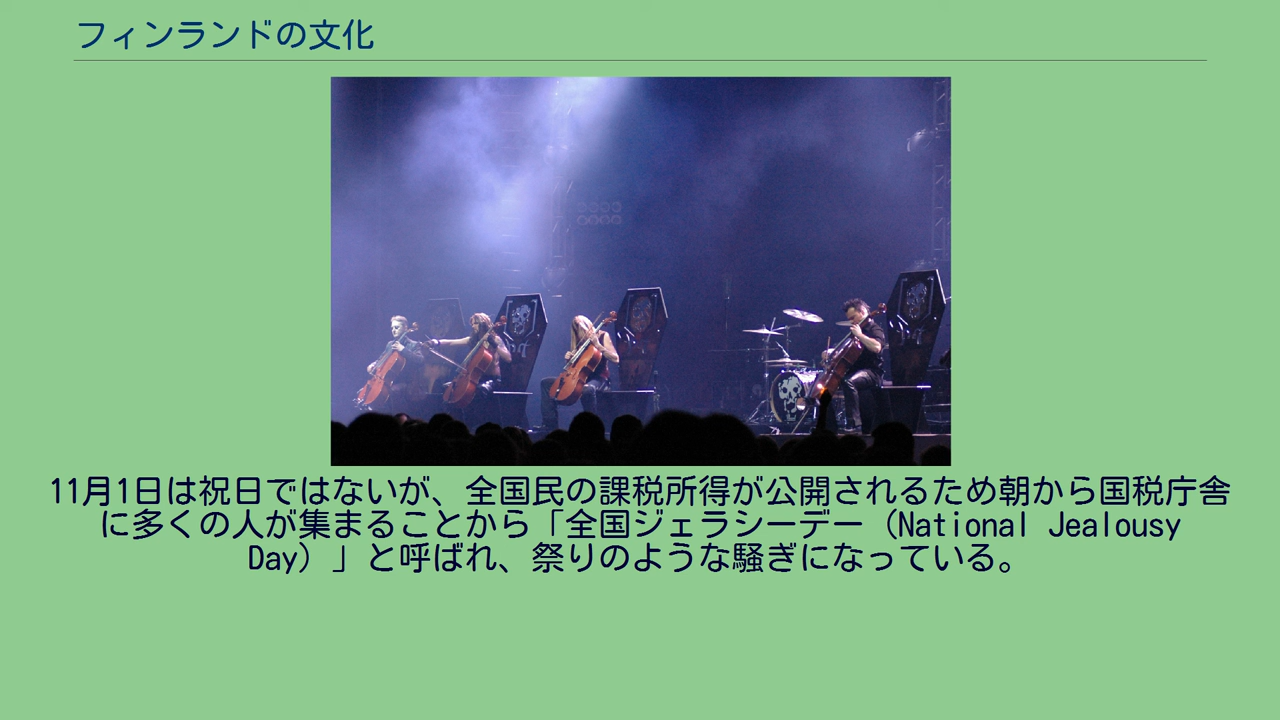 フィンランドの文化
11月1日は祝日ではないが、全国民の課税所得が公開されるため朝から国税庁舎
に多くの人が集まることから「全国ジェラシーデー（National Jealousy
Day）」と呼ばれ、祭りのような騒ぎになっている。